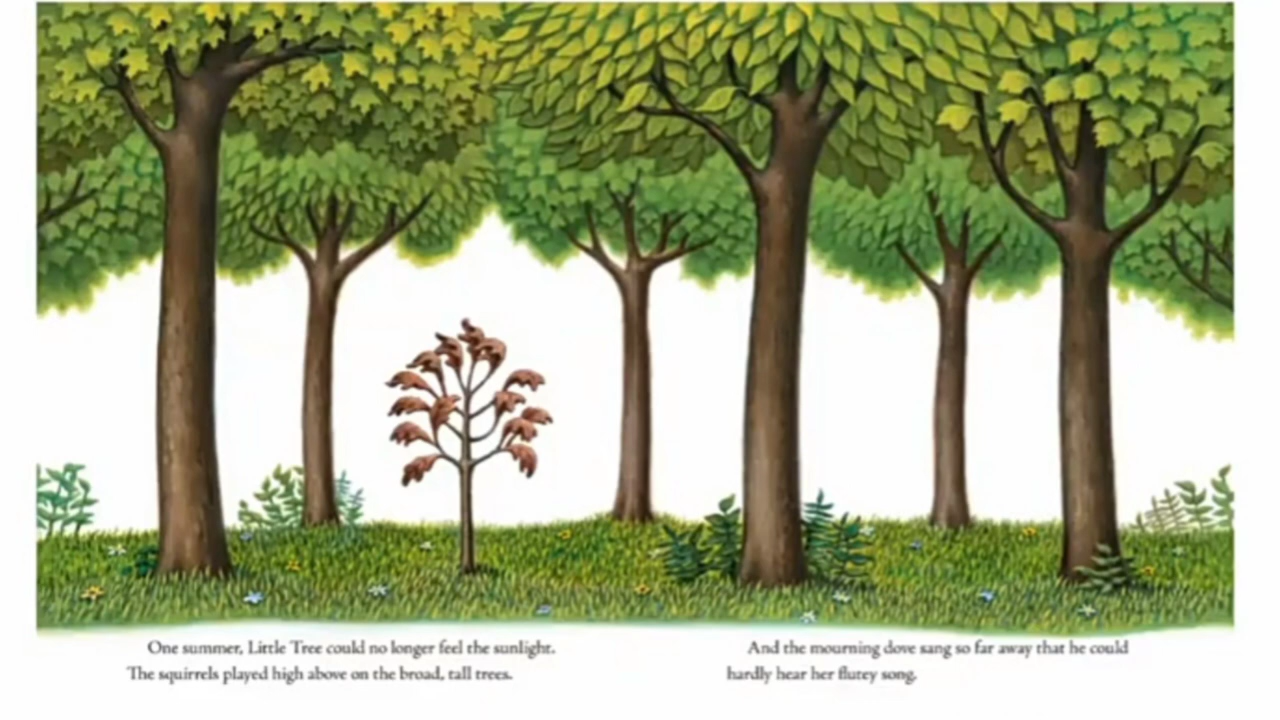 One summer, Little Tree could no longer feel the sunlight.
The squirrels played high above on the broad, tall trees.
And the mourning dove sang so far away that he could
hardly hear her flutey song.